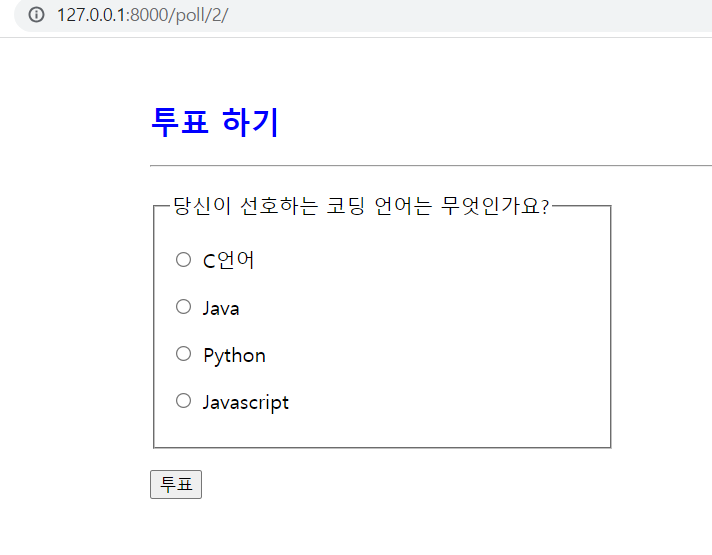 127.0.0.1:8000/poll/2/
투표 하기
당신이 선호하는 코딩 언어는 무엇인가요?
C언어
Java
Python
Javascript
투표